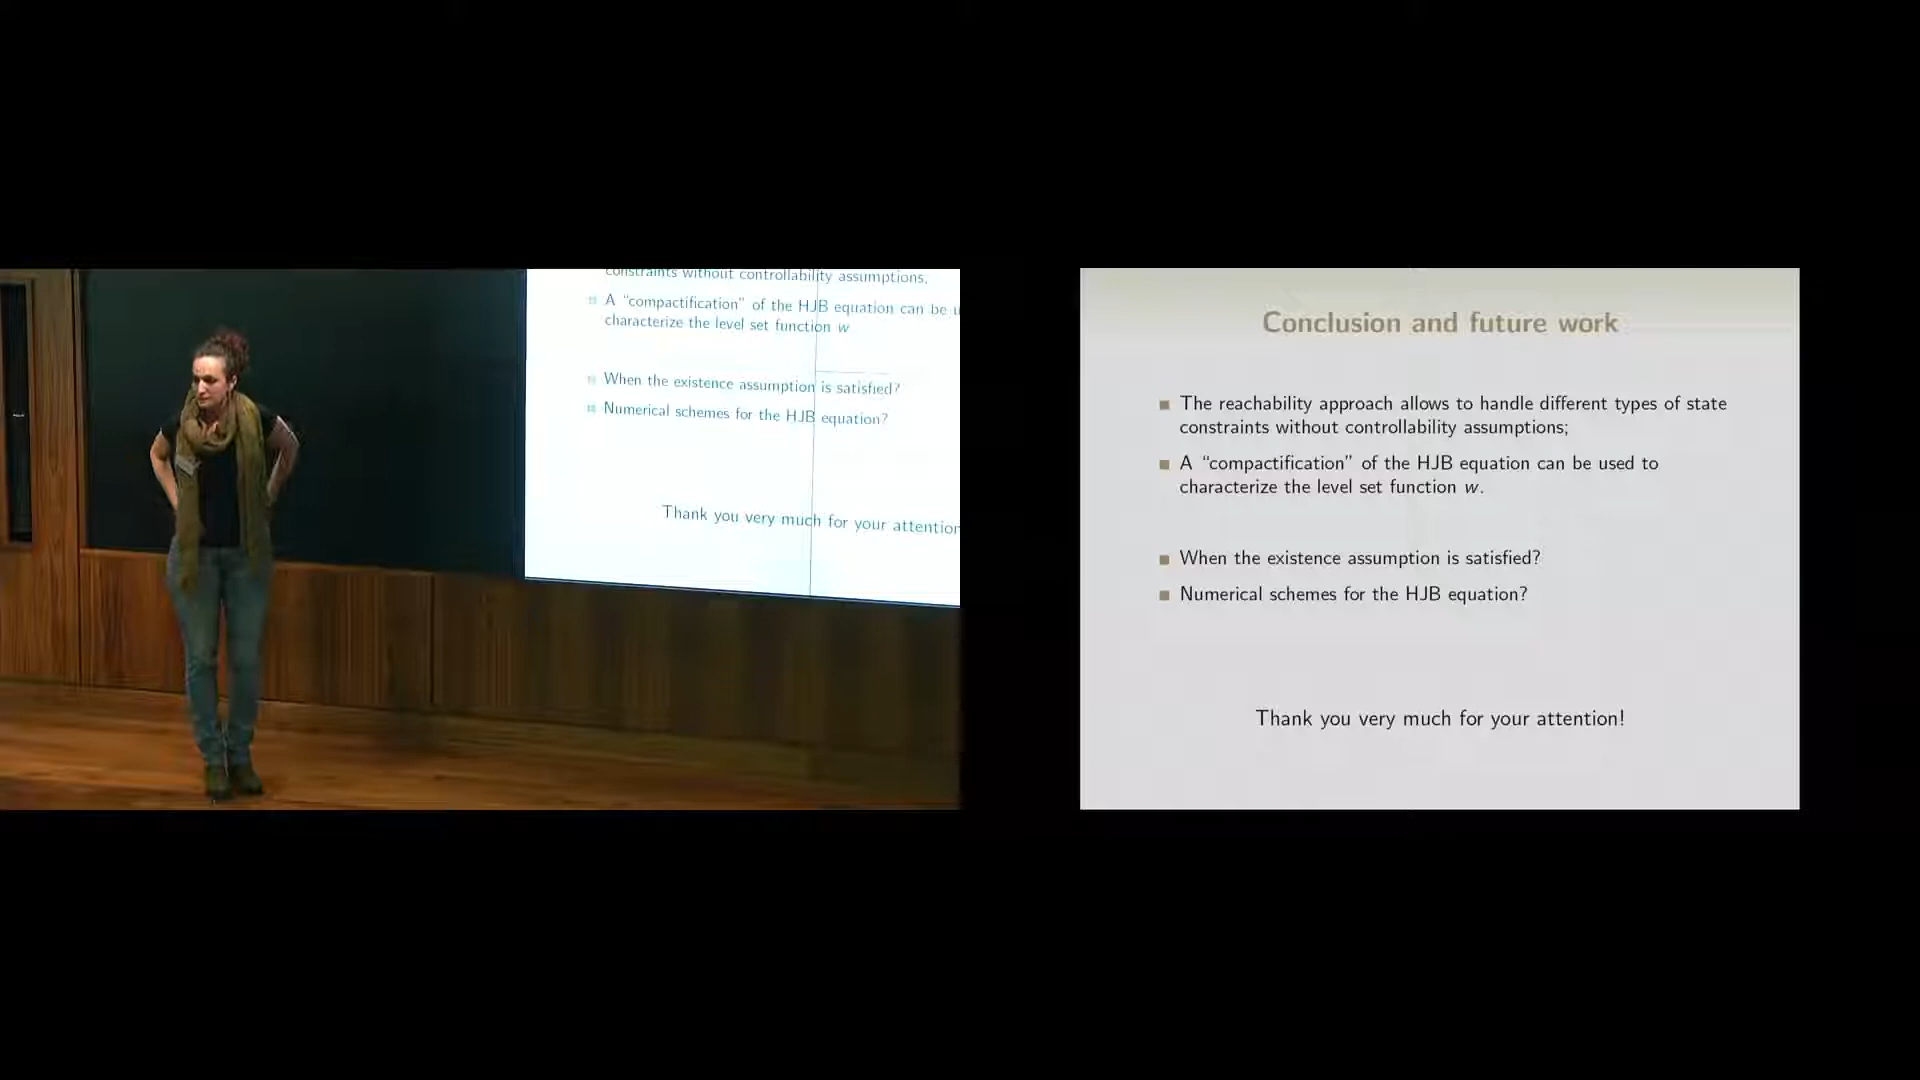 constraints without controllability assumptions;
A “compactification” of the HJB equation can be
characterize the level set function w
When the existence assumption is satisfied?
Numerical schemes for the HJB equation?
Thank you very much for your attention
Conclusion and future work
The reachability approach allows to handle different types of state
constraints without controllability assumptions;
A “compactification” of the HJB equation can be used to
characterize the level set function w.
When the existence assumption is satisfied?
Numerical schemes for the HJB equation?
Thank you very much for your attention!